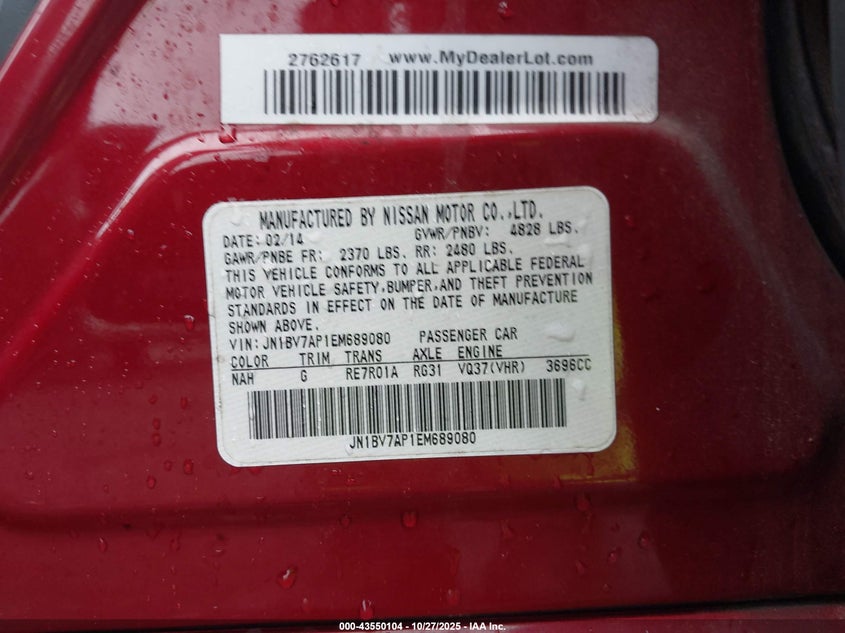 2762617 www.MyDealerLot.com
MANUFACTURED BY NISSAN MOTOR CO.,LTD.
DATE: 02/14 GVWR/PNBV: 4828 LBS.
GAWR/PNBE FR: 2370 LBS. RR: 2480 LBS.
THIS VEHICLE CONFORMS TO ALL APPLICABLE FEDERAL
MOTOR VEHICLE SAFETY,BUMPER,AND THEFT PREVENTION
STANDARDS IN EFFECT ON THE DATE OF MANUFACTURE
SHOWN ABOVE.
VIN: JN1BV7AP1EM689080 PASSENGER CAR
COLOR TRIM TRANS AXLE ENGINE
NAH G RE7R01A RG31 VQ37(VHR) 3696CC
JN1BV7AP1EM689080
000-43550104 - 10/27/2025 - IAA Inc.